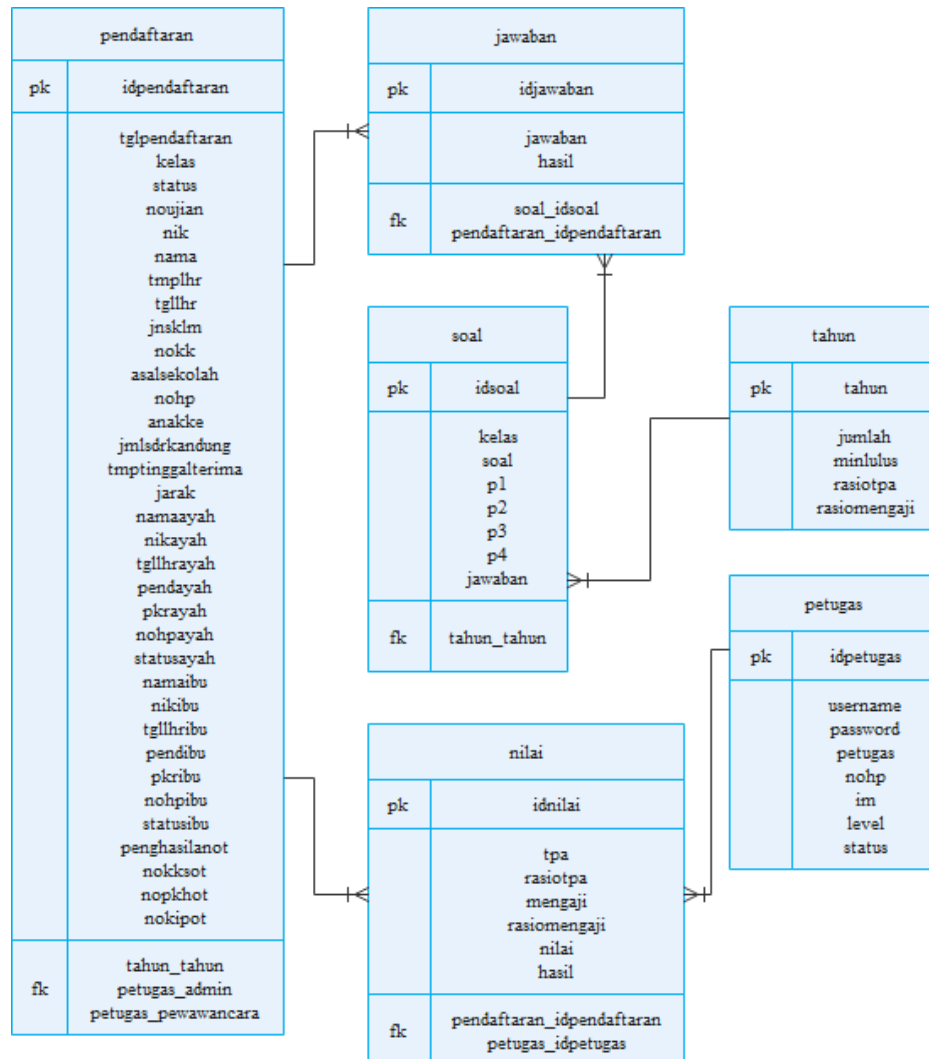 pendaftaran
pk idpendaftaran
tglpendaftaran
kelas
status
noujian
nik
nama
tmplhr
tgllhr
jnsklm
nokk
asalsekolah
nohp
anakke
jmlsdrkandung
tmptinggalterima
jarak
namaayah
nikayah
tgllhrayah
pendayah
pkrayah
nohpayah
statusayah
namaibu
nikibu
tgllhribu
pendibu
pkribu
nohpibu
statusibu
penghasilanot
nokksot
nopkhot
nokipot
tahun_tahun
fk petugas_admin
petugas_pewawancara
jawaban
pk idjawaban
jawaban
hasil
fk soal_idsoal
pendaftaran_idpendaftaran
soal
pk idsoal
kelas
soal
p1
p2
p3
p4
jawaban
fk tahun_tahun
tahun
pk tahun
jumlah
minlulus
rasiotpa
rasiomengaji
petugas
pk idpetugas
username
password
petugas
nohp
im
level
status
nilai
pk idnilai
tpa
rasiotpa
mengaji
rasiomengaji
nilai
hasil
fk pendaftaran_idpendaftaran
petugas_idpetugas